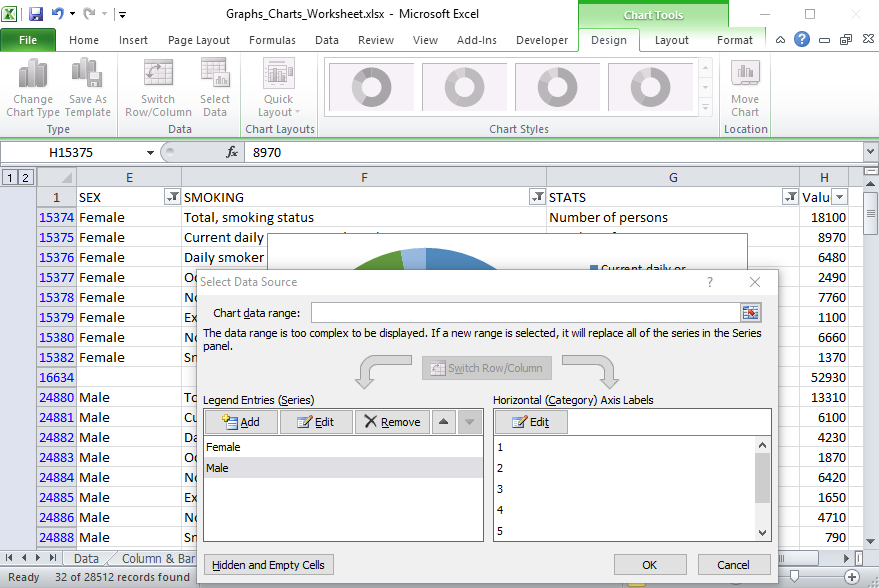 Graphs_Charts_Worksheet.xlsx - Microsoft Excel
Chart Tools
File Home Insert Page Layout Formulas Data Review View Add-Ins Developer Design Layout Format
Change Chart Type
Save As Template
Type
Switch Row/Column
Select Data
Data
Quick Layout
Chart Layouts
Chart Styles
Move Chart
Location
H15375 fx 8970
1 2 E F G H
1 SEX SMOKING STATS Valu
15374 Female Total, smoking status Number of persons 18100
15375 Female Current daily 8970
15376 Female Daily smoker 6480
Current daily or
15377 Female 2490
15378 Female 7760
15379 Female 1100
15380 Female 6660
15382 Female 1370
16634 52930
24880 Male 13310
24881 Male 6100
24882 Male 4230
24883 Male 1870
24884 Male 6420
24885 Male 1650
24886 Male 4710
24888 Male 790
Select Data Source
Chart data range:
The data range is too complex to be displayed. If a new range is selected, it will replace all of the series in the Series
panel.
Switch Row/Column
Legend Entries (Series)
Add Edit Remove
Female
Male
Horizontal (Category) Axis Labels
Edit
1
2
3
4
5
Hidden and Empty Cells OK Cancel
Data Column & Bar
Ready 32 of 28512 records found